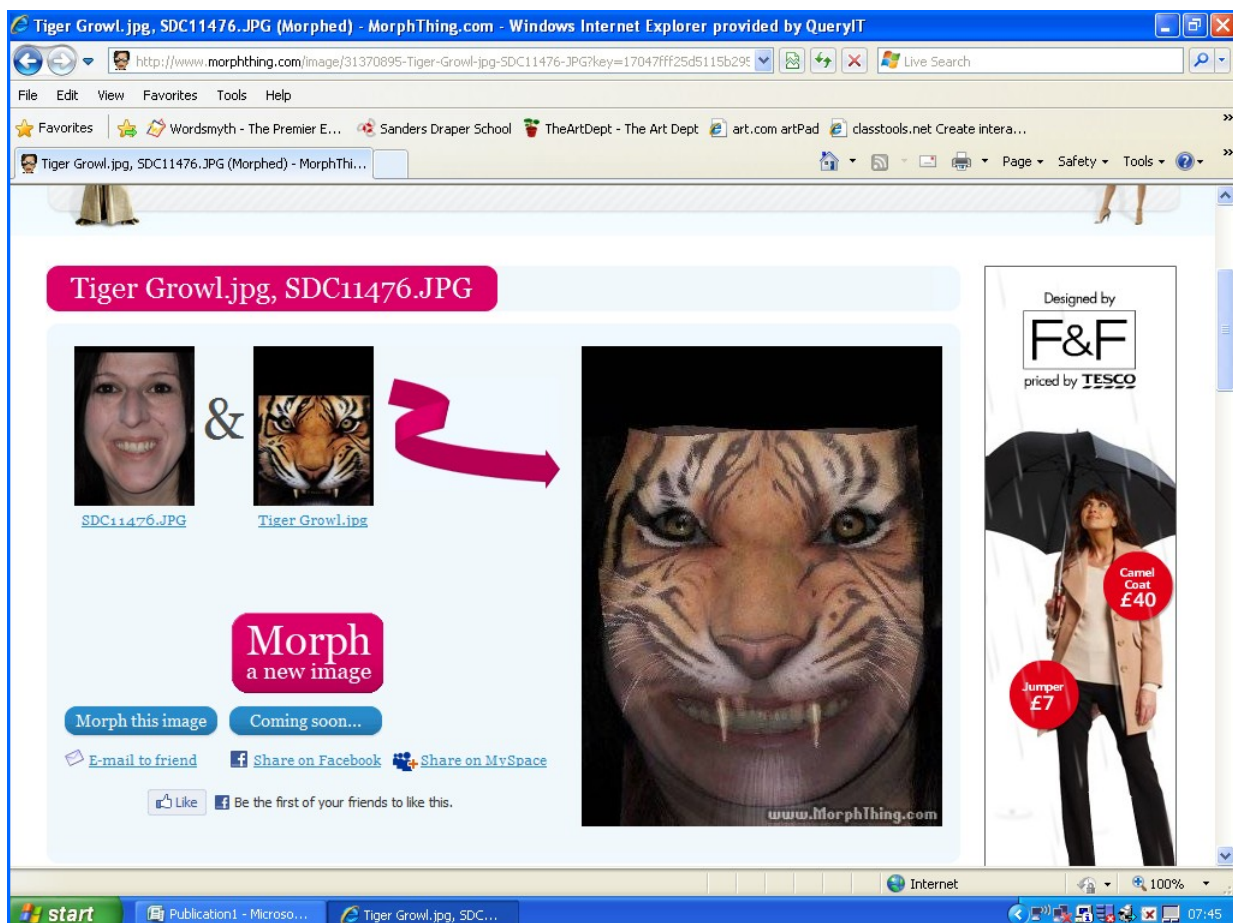 Tiger Growl.jpg, SDC11476.JPG (Morphed) - MorphThing.com - Windows Internet Explorer provided by QueryIT
http://www.morphthing.com/image/31370895-Tiger-Growl-jpg-SDC11476-JPG?key=17047fff25d5115b295
Live Search
File Edit View Favorites Tools Help
Favorites Wordsmyth - The Premier E... Sanders Draper School TheArtDept - The Art Dept art.com artPad classtools.net Create intera...
Tiger Growl.jpg, SDC11476.JPG (Morphed) - MorphThi...
Page Safety Tools
Tiger Growl.jpg, SDC11476.JPG
&
SDC11476.JPG
Tiger Growl.jpg
Morph
a new image
Morph this image
Coming soon...
E-mail to friend
Share on Facebook
Share on MySpace
Like
Be the first of your friends to like this.
www.MorphThing.com
Designed by
F&F
priced by TESCO
Camel
Coat
£40
Jumper
£7
Internet
100%
start
Publication1 - Microso...
Tiger Growl.jpg, SDC...
07:45